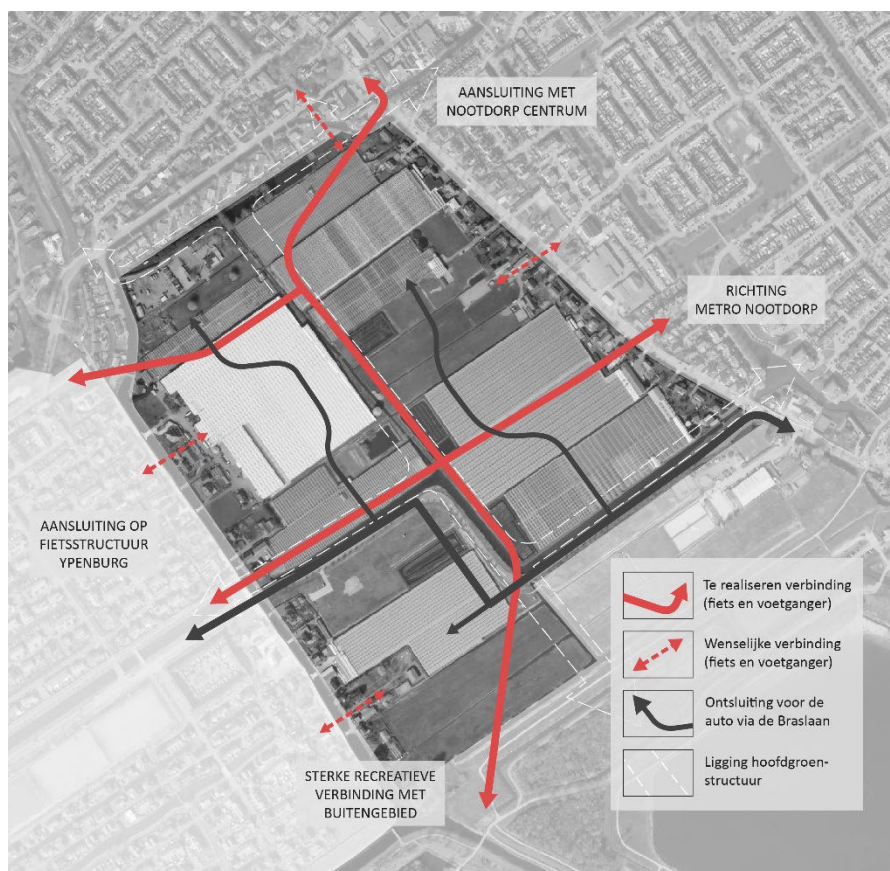 AANSLUITING MET
NOOTDORP CENTRUM
RICHTING
METRO NOOTDORP
AANSLUITING OP
FIETSSTRUCTUUR
YPENBURG
STERKE RECREATIEVE
VERBINDING MET
BUITENGEBIED
Te realiseren verbinding
(fiets en voetganger)
Wenselijke verbinding
(fiets en voetganger)
Ontsluiting voor de
auto via de Braslaan
Ligging hoofdgroen-
structuur